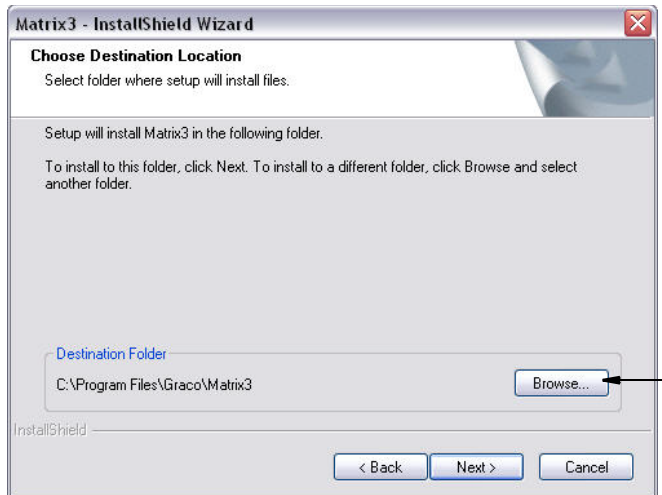 Matrix3 - InstallShield Wizard
Choose Destination Location
Select folder where setup will install files.
Setup will install Matrix3 in the following folder.
To install to this folder, click Next. To install to a different folder, click Browse and select
another folder.
Destination Folder
C:\Program Files\Graco\Matrix3
Browse...
InstallShield
< Back
Next >
Cancel